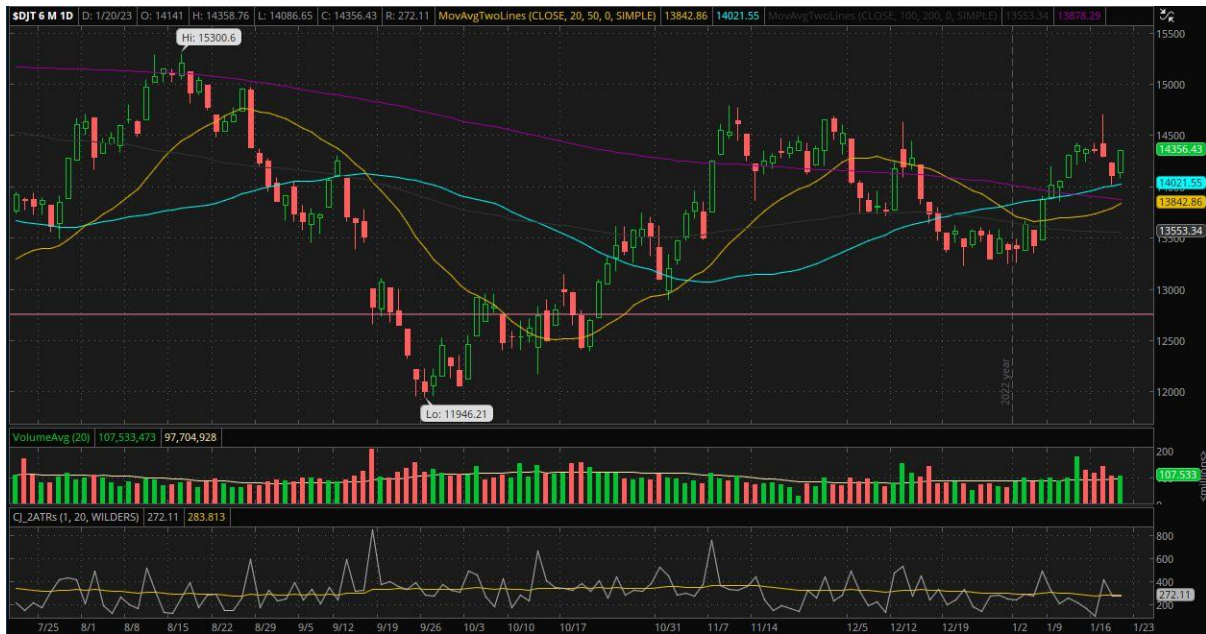 $DJT 6 M 1D D: 1/20/23 O: 14141 H: 14358.76 L: 14086.65 C: 14356.43 R: 272.11 MovAvgTwoLines (CLOSE, 20, 50, 0, SIMPLE) 13842.86 14021.55 MovAvgTwoLines (CLOSE, 100, 200, 0, SIMPLE) 13553.34 13878.29
15500
Hi: 15300.6
15000
14500
14356.43
14021.55
13842.86
13553.34
13500
13000
12500
2022 year
12000
Lo: 11946.21
VolumeAvg (20) 107,533,473 97,704,928
200
107.533
<millions>
CJ_2ATRs (1, 20, WILDERS) 272.11 283.813
800
600
400
272.11
200
7/25 8/1 8/8 8/15 8/22 8/29 9/5 9/12 9/19 9/26 10/3 10/10 10/17 10/31 11/7 11/14 12/5 12/12 12/19 1/2 1/9 1/16 1/23